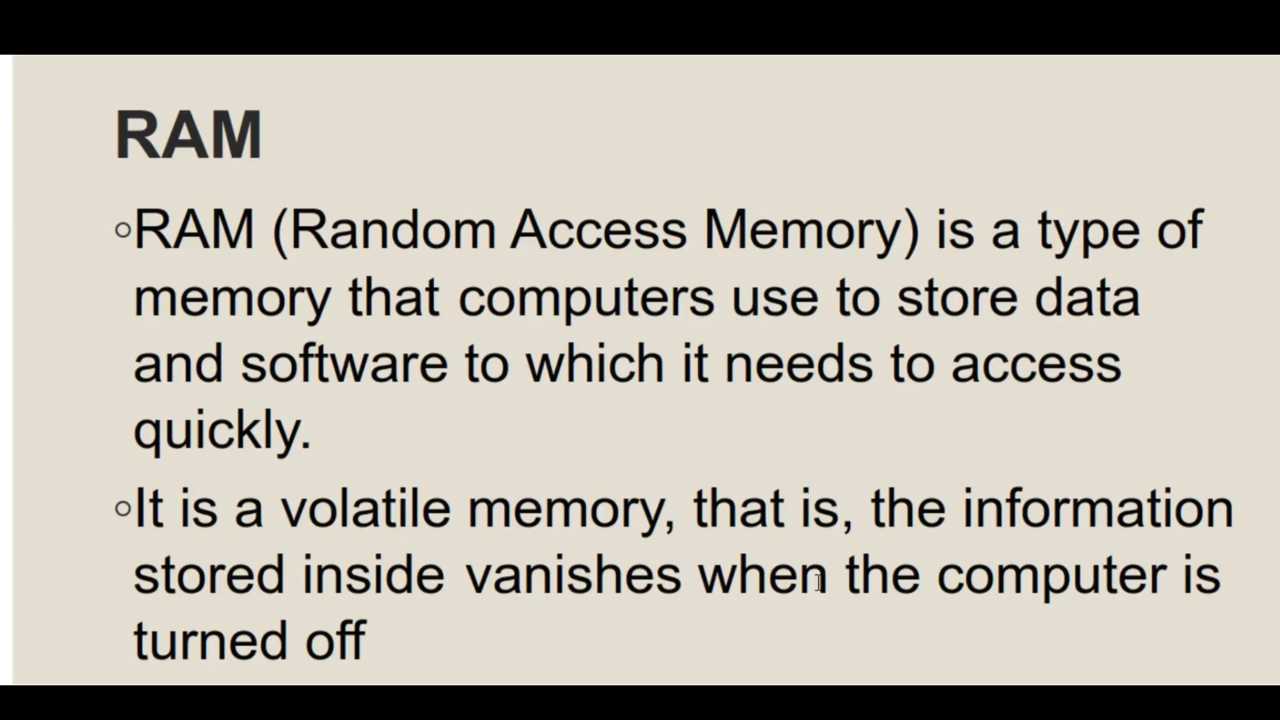 RAM
◦RAM (Random Access Memory) is a type of
memory that computers use to store data
and software to which it needs to access
quickly.
◦It is a volatile memory, that is, the information
stored inside vanishes when the computer is
turned off